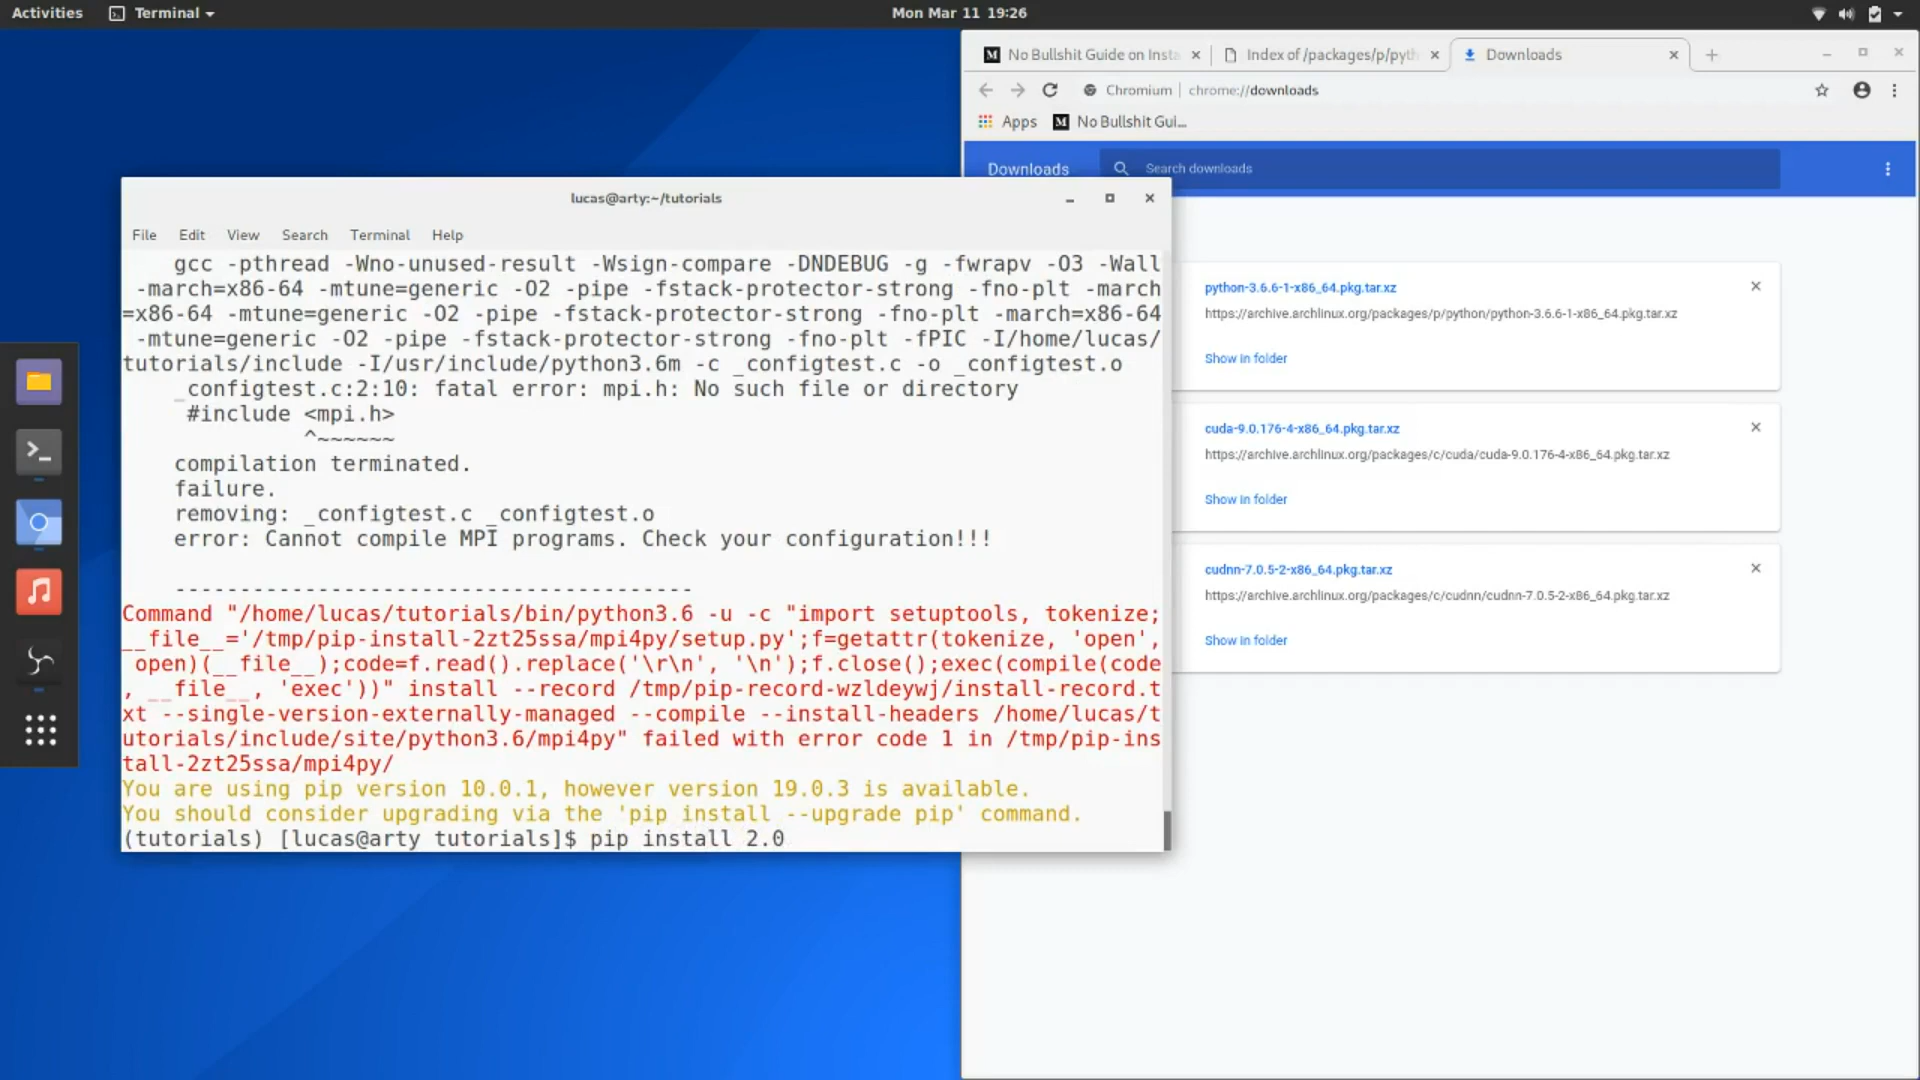 Activities
Terminal
Mon Mar 11 19:26
No Bullshit Guide on Insta
Index of /packages/p/pyth
Downloads
Chromium | chrome://downloads
Apps
No Bullshit Gui...
Downloads
Search downloads
lucas@arty:~/tutorials
File Edit View Search Terminal Help
gcc -pthread -Wno-unused-result -Wsign-compare -DNDEBUG -g -fwrapv -O3 -Wall
-march=x86-64 -mtune=generic -O2 -pipe -fstack-protector-strong -fno-plt -march
=x86-64 -mtune=generic -O2 -pipe -fstack-protector-strong -fno-plt -march=x86-64
-mtune=generic -O2 -pipe -fstack-protector-strong -fno-plt -fPIC -I/home/lucas/
tutorials/include -I/usr/include/python3.6m -c _configtest.c -o _configtest.o
_configtest.c:2:10: fatal error: mpi.h: No such file or directory
#include <mpi.h>
^~~~~~~
compilation terminated.
failure.
removing: _configtest.c _configtest.o
error: Cannot compile MPI programs. Check your configuration!!!
----------------------------------------
Command "/home/lucas/tutorials/bin/python3.6 -u -c "import setuptools, tokenize;
__file__='/tmp/pip-install-2zt25ssa/mpi4py/setup.py';f=getattr(tokenize, 'open',
open)(__file__);code=f.read().replace('\r\n', '\n');f.close();exec(compile(code
, __file__, 'exec'))" install --record /tmp/pip-record-wzldeywj/install-record.t
xt --single-version-externally-managed --compile --install-headers /home/lucas/t
utorials/include/site/python3.6/mpi4py" failed with error code 1 in /tmp/pip-ins
tall-2zt25ssa/mpi4py/
You are using pip version 10.0.1, however version 19.0.3 is available.
You should consider upgrading via the 'pip install --upgrade pip' command.
(tutorials) [lucas@arty tutorials]$ pip install 2.0
python-3.6.6-1-x86_64.pkg.tar.xz
https://archive.archlinux.org/packages/p/python/python-3.6.6-1-x86_64.pkg.tar.xz
Show in folder
cuda-9.0.176-4-x86_64.pkg.tar.xz
https://archive.archlinux.org/packages/c/cuda/cuda-9.0.176-4-x86_64.pkg.tar.xz
Show in folder
cudnn-7.0.5-2-x86_64.pkg.tar.xz
https://archive.archlinux.org/packages/c/cudnn/cudnn-7.0.5-2-x86_64.pkg.tar.xz
Show in folder